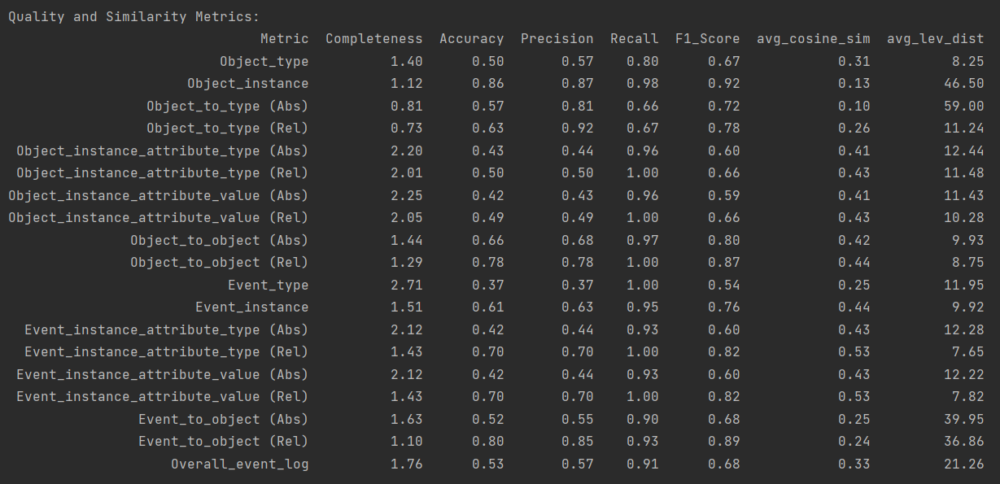 Quality and Similarity Metrics:
Metric Completeness Accuracy Precision Recall F1_Score avg_cosine_sim avg_lev_dist
Object_type 1.40 0.50 0.57 0.80 0.67 0.31 8.25
Object_instance 1.12 0.86 0.87 0.98 0.92 0.13 46.50
Object_to_type (Abs) 0.81 0.57 0.81 0.66 0.72 0.10 59.00
Object_to_type (Rel) 0.73 0.63 0.92 0.67 0.78 0.26 11.24
Object_instance_attribute_type (Abs) 2.20 0.43 0.44 0.96 0.60 0.41 12.44
Object_instance_attribute_type (Rel) 2.01 0.50 0.50 1.00 0.66 0.43 11.48
Object_instance_attribute_value (Abs) 2.25 0.42 0.43 0.96 0.59 0.41 11.43
Object_instance_attribute_value (Rel) 2.05 0.49 0.49 1.00 0.66 0.43 10.28
Object_to_object (Abs) 1.44 0.66 0.68 0.97 0.80 0.42 9.93
Object_to_object (Rel) 1.29 0.78 0.78 1.00 0.87 0.44 8.75
Event_type 2.71 0.37 0.37 1.00 0.54 0.25 11.95
Event_instance 1.51 0.61 0.63 0.95 0.76 0.44 9.92
Event_instance_attribute_type (Abs) 2.12 0.42 0.44 0.93 0.60 0.43 12.28
Event_instance_attribute_type (Rel) 1.43 0.70 0.70 1.00 0.82 0.53 7.65
Event_instance_attribute_value (Abs) 2.12 0.42 0.44 0.93 0.60 0.43 12.22
Event_instance_attribute_value (Rel) 1.43 0.70 0.70 1.00 0.82 0.53 7.82
Event_to_object (Abs) 1.63 0.52 0.55 0.90 0.68 0.25 39.95
Event_to_object (Rel) 1.10 0.80 0.85 0.93 0.89 0.24 36.86
Overall_event_log 1.76 0.53 0.57 0.91 0.68 0.33 21.26